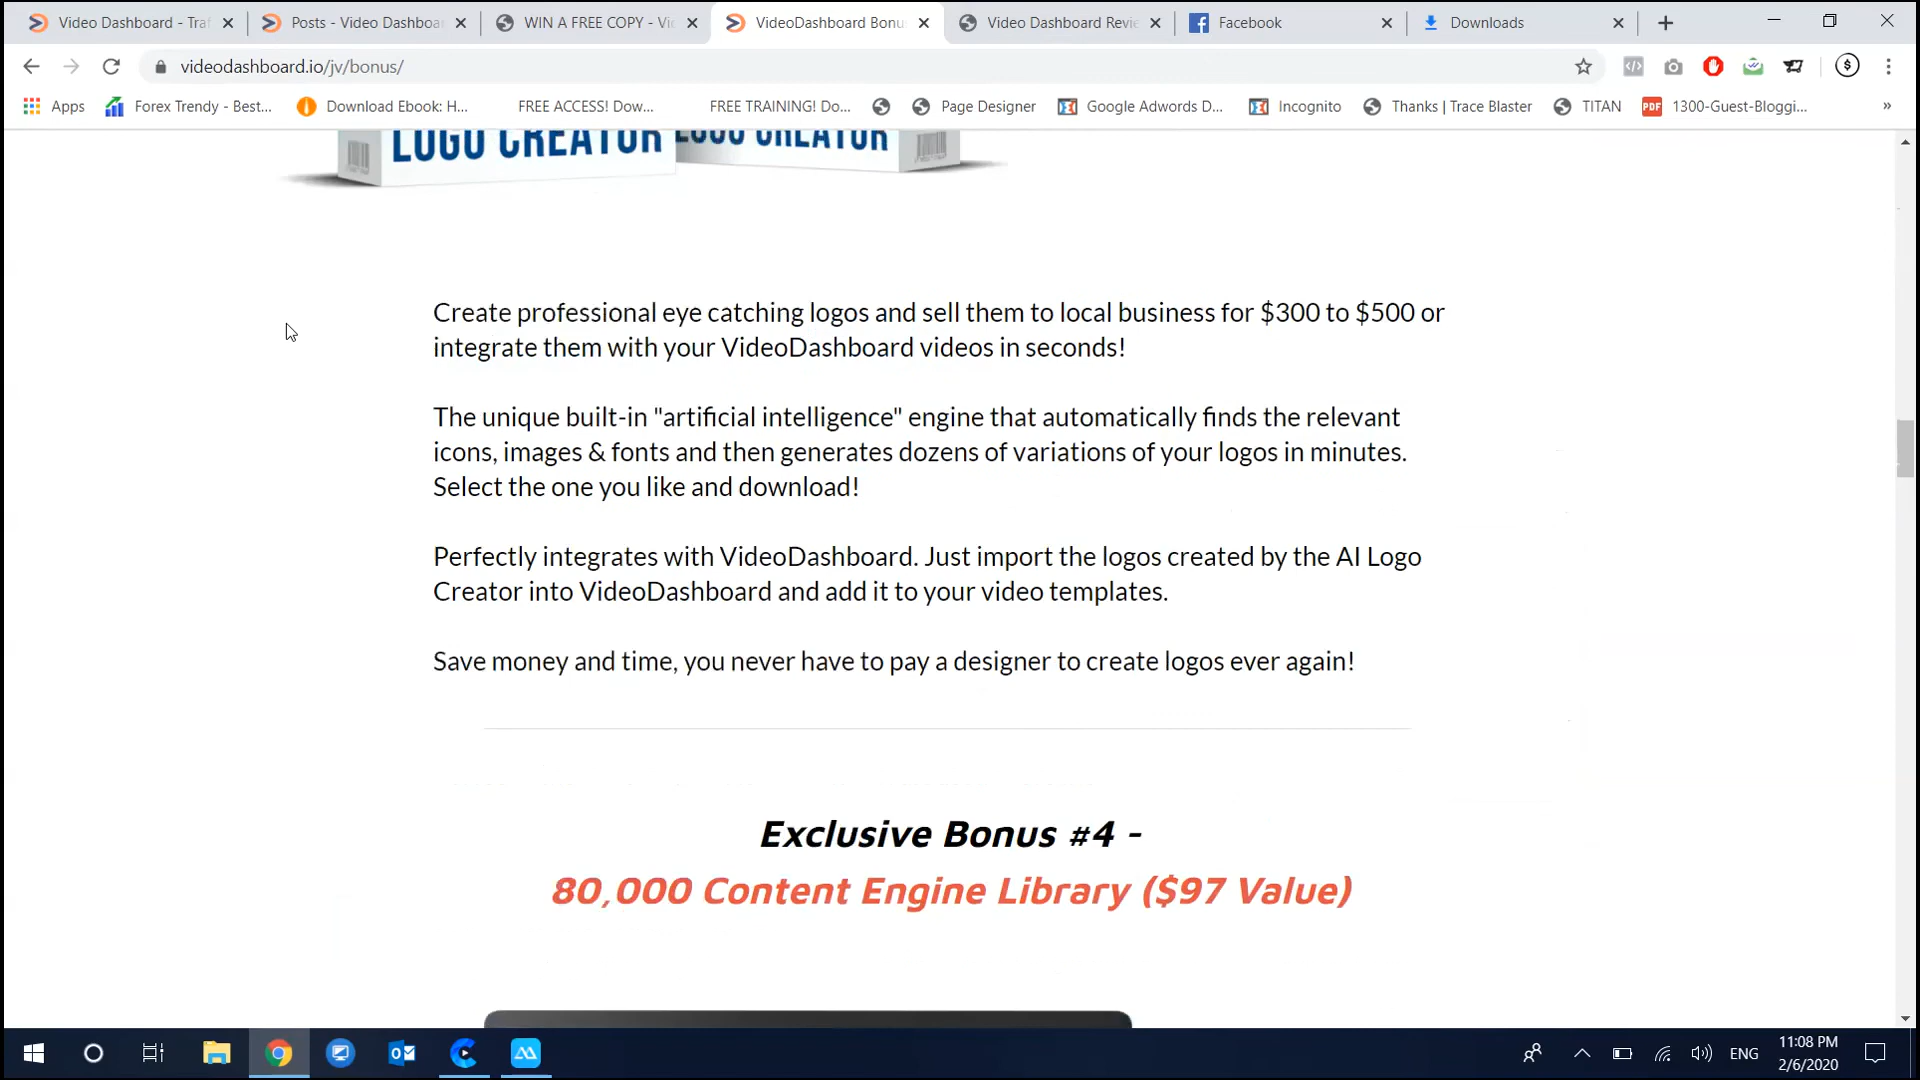 Video Dashboard - Traf
Posts - Video Dashboa
WIN A FREE COPY - Vi
VideoDashboard Bonu
Video Dashboard Revi
Facebook
Downloads
videodashboard.io/jv/bonus/
Apps
Forex Trendy - Best...
Download Ebook: H...
FREE ACCESS! Dow...
FREE TRAINING! Do...
Page Designer
Google Adwords D...
Incognito
Thanks | Trace Blaster
TITAN
PDF
1300-Guest-Bloggi...
»
LOGO CREATOR
LOGO CREATOR
Create professional eye catching logos and sell them to local business for $300 to $500 or
integrate them with your VideoDashboard videos in seconds!
The unique built-in "artificial intelligence" engine that automatically finds the relevant
icons, images & fonts and then generates dozens of variations of your logos in minutes.
Select the one you like and download!
Perfectly integrates with VideoDashboard. Just import the logos created by the AI Logo
Creator into VideoDashboard and add it to your video templates.
Save money and time, you never have to pay a designer to create logos ever again!
Exclusive Bonus #4 -
80,000 Content Engine Library ($97 Value)
ENG
11:08 PM
2/6/2020